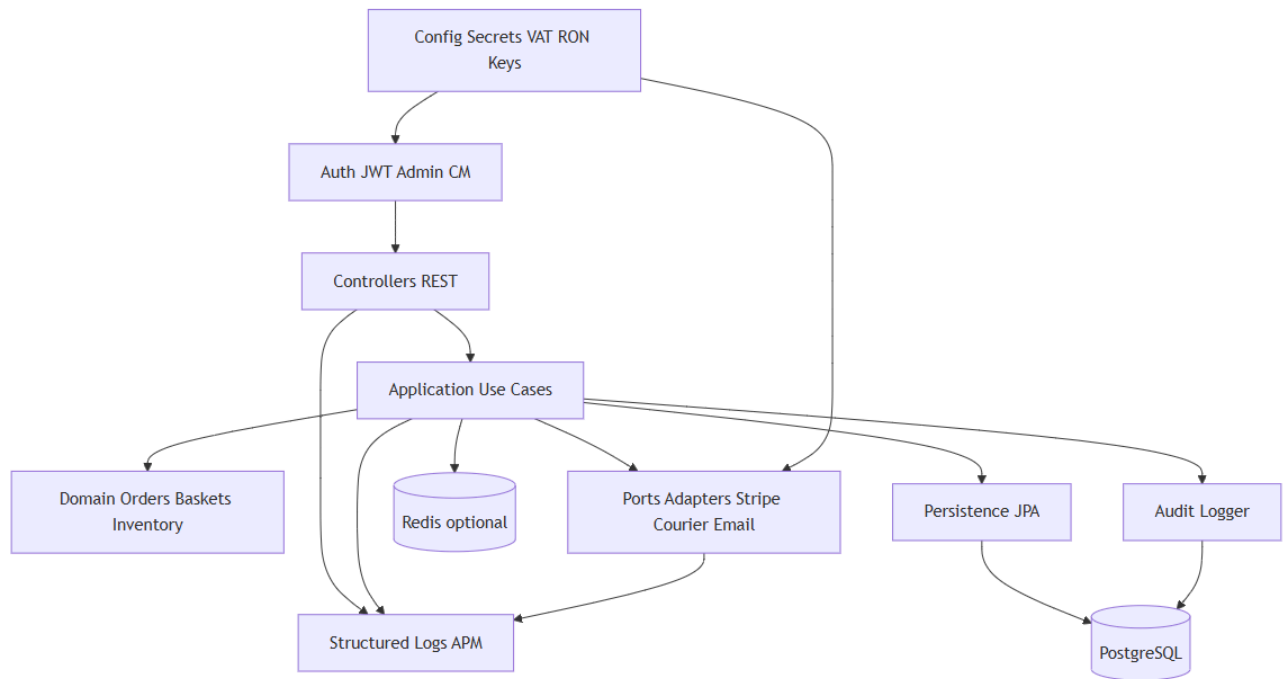 Config Secrets VAT RON
Keys
Auth JWT Admin CM
Controllers REST
Application Use Cases
Domain Orders Baskets
Inventory
Redis optional
Ports Adapters Stripe
Courier Email
Persistence JPA
Audit Logger
Structured Logs APM
PostgreSQL